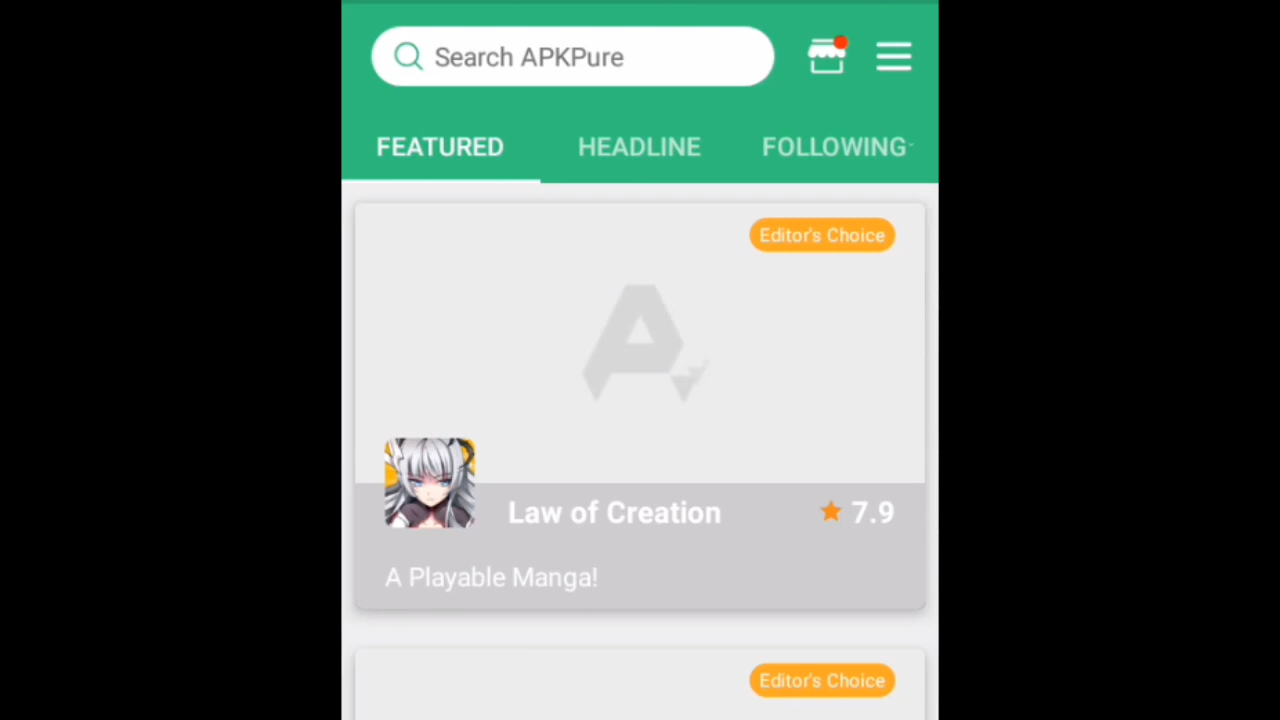 Search APKPure
FEATURED
HEADLINE
FOLLOWING
Editor's Choice
Law of Creation
7.9
A Playable Manga!
Editor's Choice